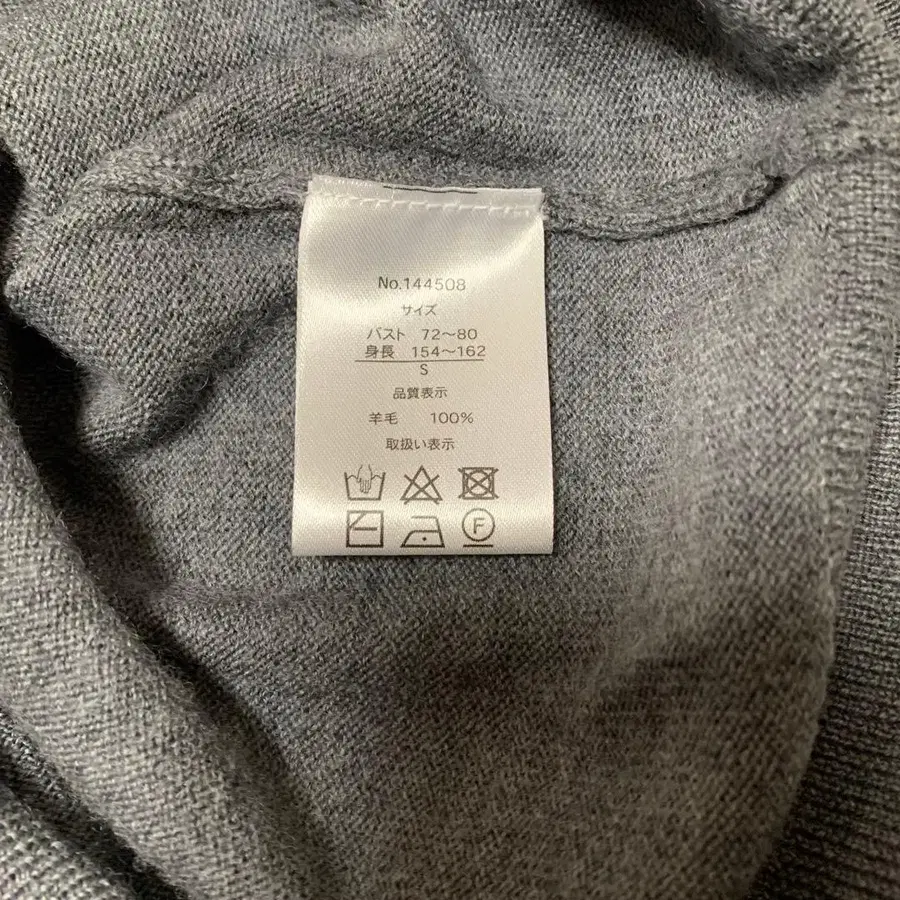 No.144508
サイズ
バスト 72～80
身長 154～162
S
品質表示
羊毛 100%
取扱い表示
F